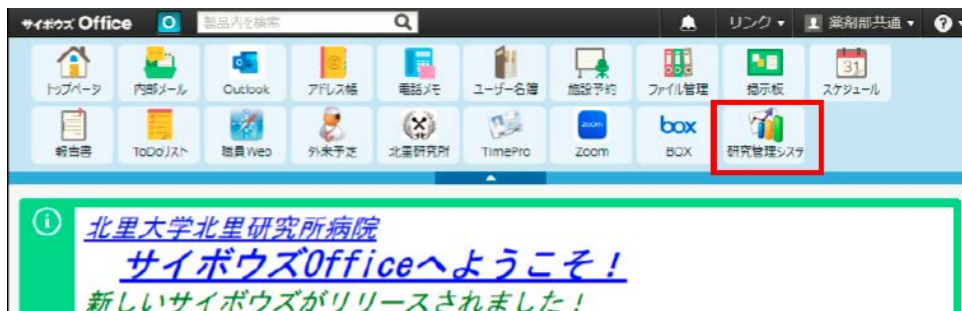 サイボウズ Office 製品内を検索 リンク 薬剤部共通 ?
トップページ 内部メール Outlook アドレス帳 電話メモ ユーザー名簿 施設予約 ファイル管理 掲示板 スケジュール
報告書 ToDoリスト 職員Web 外来予定 北里研究所 TimePro Zoom BOX 研究管理システ
北里大学北里研究所病院
サイボウズOfficeへようこそ！
新しいサイボウズがリリースされました！